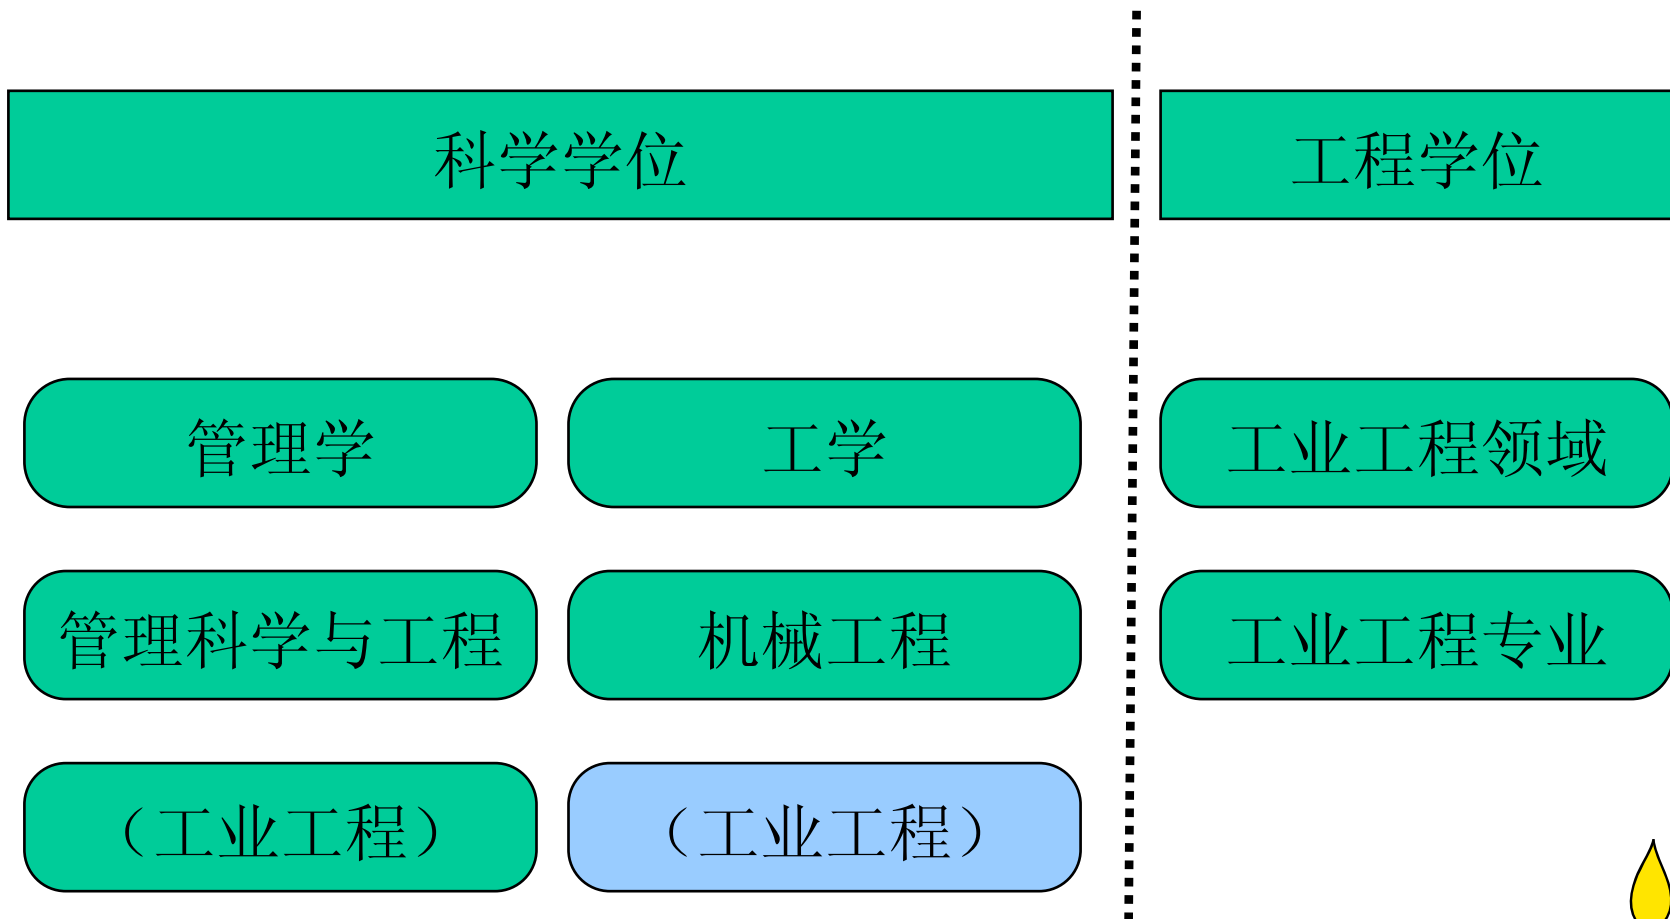 科学学位
工程学位
管理学
工学
工业工程领域
管理科学与工程
机械工程
工业工程专业
（工业工程）
（工业工程）